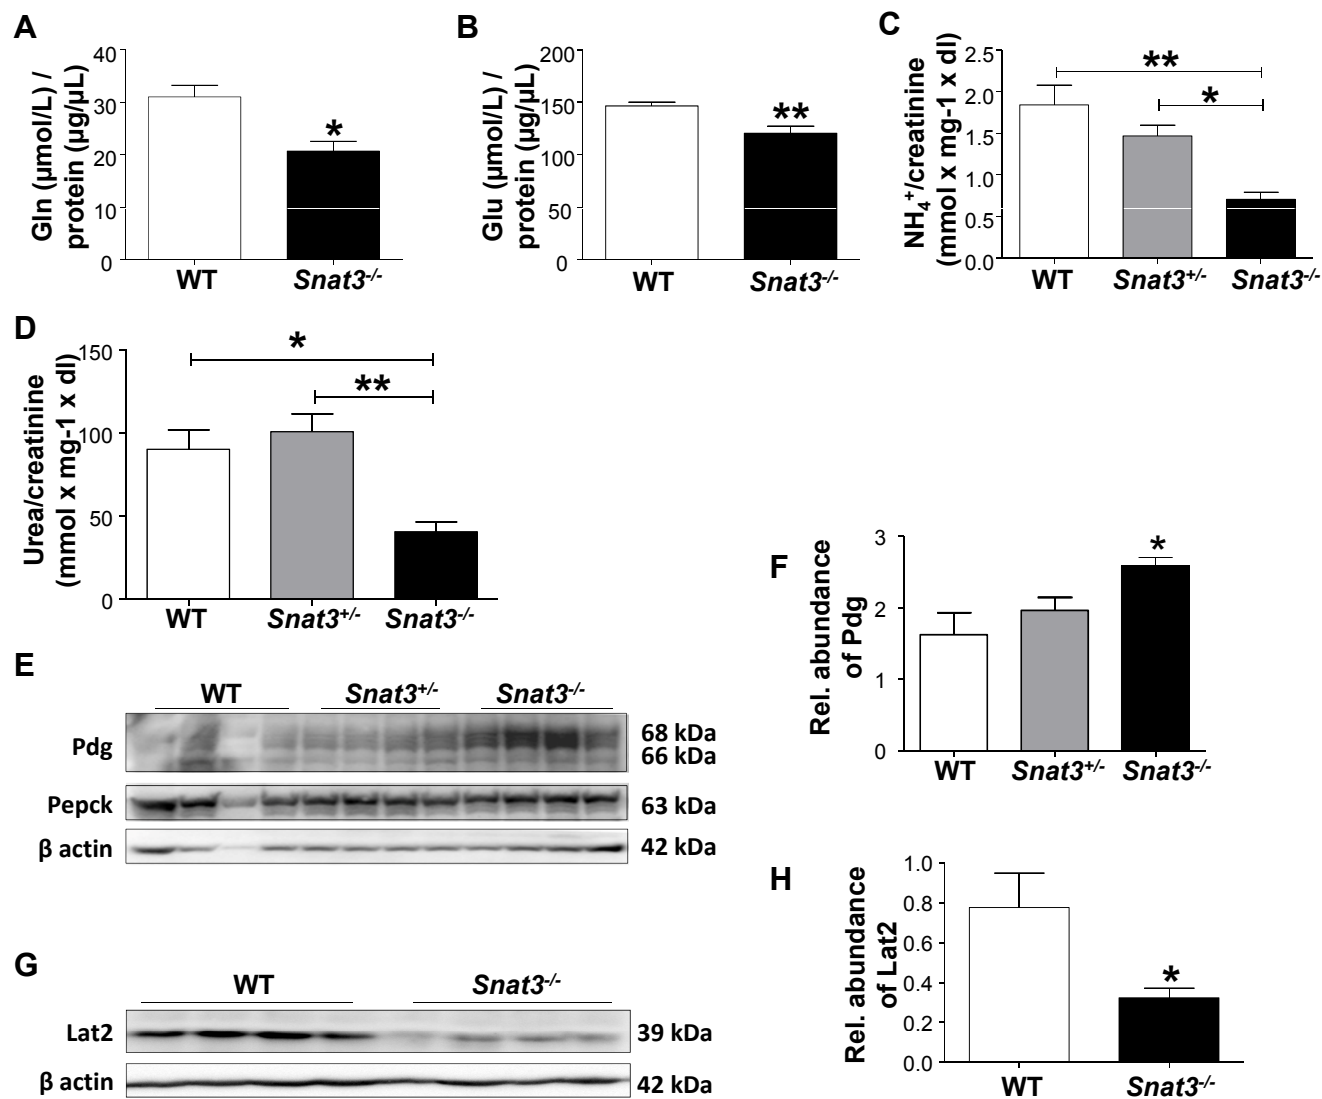 A
Gln (µmol/L) /
protein (µg/µL)
40
30
20
10
0
*
WT
Snat3-/-
B
Glu (µmol/L) /
protein (µg/µL)
200
150
100
50
0
**
WT
Snat3-/-
C
NH4+/creatinine
(mmol x mg-1 x dl)
2.5
2.0
1.5
1.0
0.5
0.0
**
*
WT
Snat3+/-
Snat3-/-
D
Urea/creatinine
(mmol x mg-1 x dl)
150
100
50
0
*
**
WT
Snat3+/-
Snat3-/-
E
WT
Snat3+/-
Snat3-/-
Pdg
68 kDa
66 kDa
Pepck
63 kDa
β actin
42 kDa
F
Rel. abundance
of Pdg
3
2
1
0
*
WT
Snat3+/-
Snat3-/-
G
WT
Snat3-/-
Lat2
39 kDa
β actin
42 kDa
H
Rel. abundance
of Lat2
1.0
0.8
0.6
0.4
0.2
0.0
*
WT
Snat3-/-